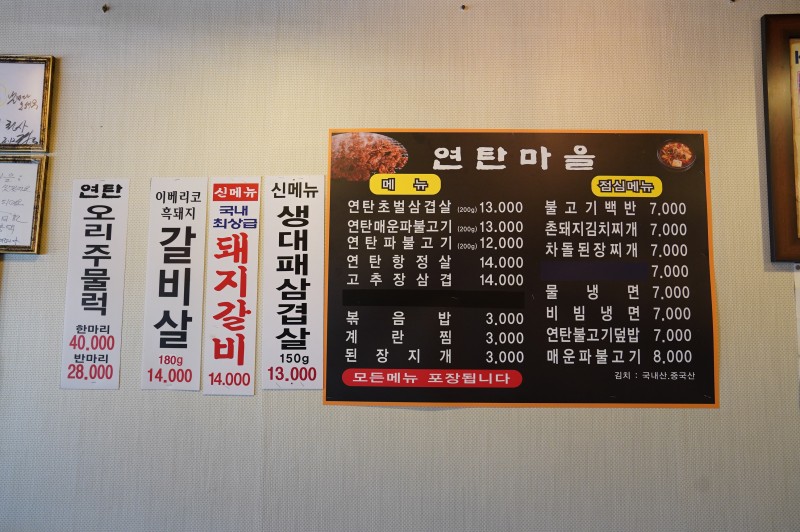 연탄
오리주물럭
한마리
40.000
반마리
28.000
이베리코
흑돼지
갈비살
180g
14.000
신메뉴
국내
최상급
돼지갈비
14.000
신메뉴
생대패삼겹살
150g
13.000
연탄마을
메 뉴
연탄초벌삼겹살 (200g) 13.000
연탄매운파불고기 13.000
연탄파불고기 (200g) 12.000
연탄항정살 14.000
고추장삼겹 14.000
볶음밥 3.000
계란찜 3.000
된장지개 3.000
모든메뉴 포장됩니다
점심메뉴
불고기백반 7,000
촌돼지김치찌개 7,000
차돌된장찌개 7,000
7,000
물냉면 7,000
비빔냉면 7,000
연탄불고기덮밥 7,000
매운파불고기 8,000
김치 : 국내산.중국산